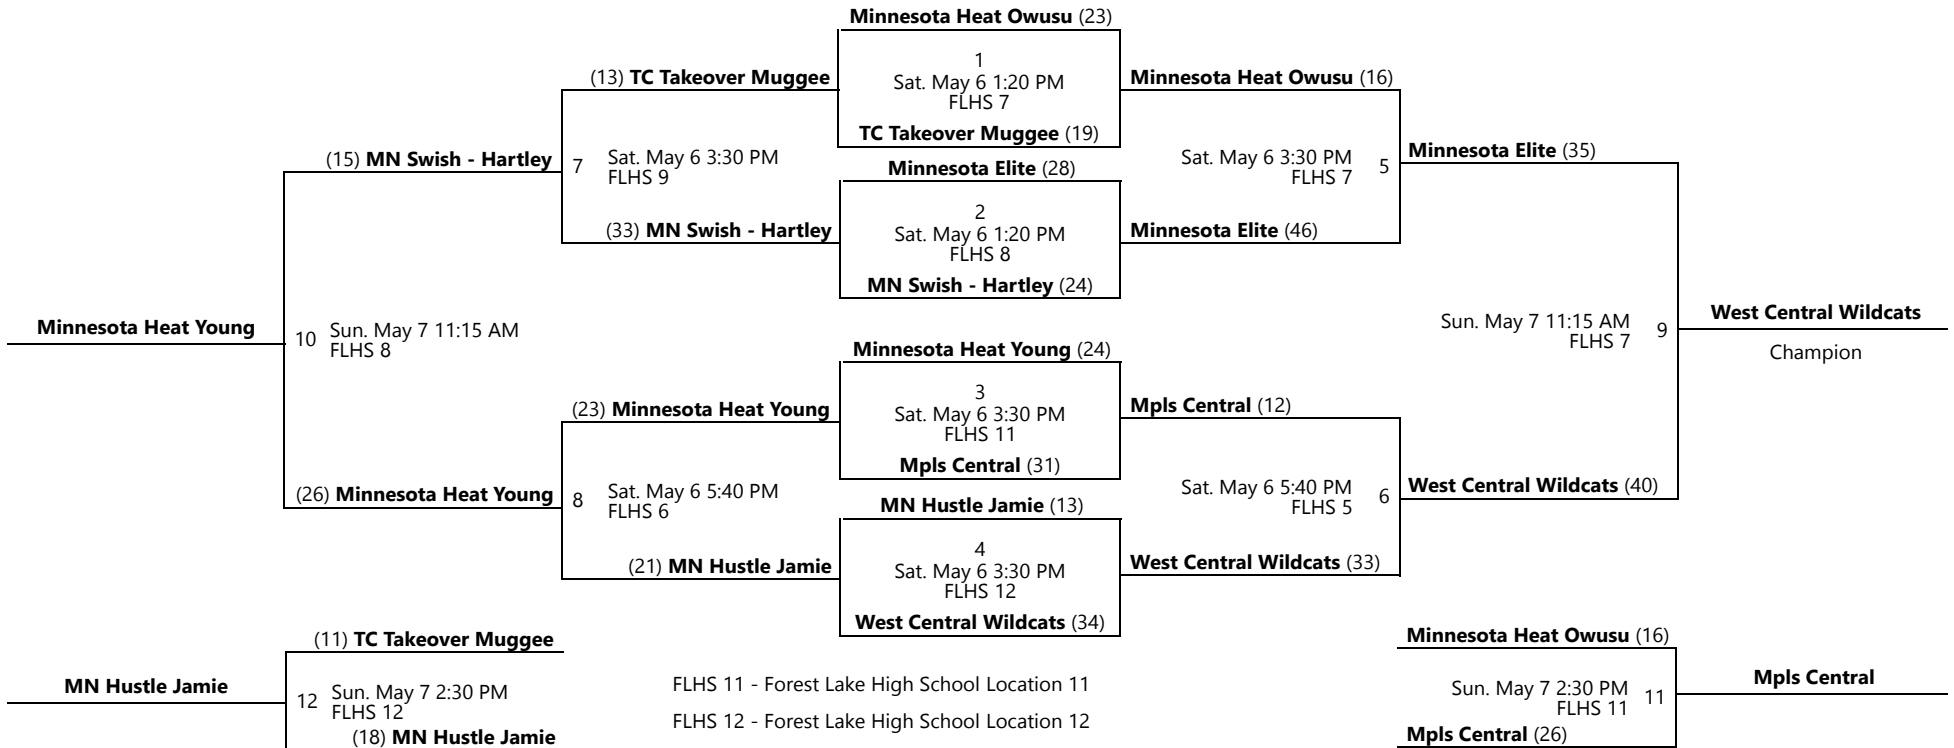 Minnesota Heat Owusu (23)
1
Sat. May 6 1:20 PM
FLHS 7
TC Takeover Muggee (19)
(13) TC Takeover Muggee
Minnesota Heat Owusu (16)
(15) MN Swish - Hartley
7 Sat. May 6 3:30 PM
FLHS 9
Sat. May 6 3:30 PM 5
FLHS 7
Minnesota Elite (35)
Minnesota Elite (28)
2
Sat. May 6 1:20 PM
FLHS 8
MN Swish - Hartley (24)
(33) MN Swish - Hartley
Minnesota Elite (46)
Minnesota Heat Young
10 Sun. May 7 11:15 AM
FLHS 8
Sun. May 7 11:15 AM 9
FLHS 7
West Central Wildcats
Champion
Minnesota Heat Young (24)
3
Sat. May 6 3:30 PM
FLHS 11
Mpls Central (31)
(23) Minnesota Heat Young
Mpls Central (12)
(26) Minnesota Heat Young
8 Sat. May 6 5:40 PM
FLHS 6
Sat. May 6 5:40 PM 6
FLHS 5
West Central Wildcats (40)
MN Hustle Jamie (13)
4
Sat. May 6 3:30 PM
FLHS 12
West Central Wildcats (34)
(21) MN Hustle Jamie
West Central Wildcats (33)
(11) TC Takeover Muggee
MN Hustle Jamie
12 Sun. May 7 2:30 PM
FLHS 12
(18) MN Hustle Jamie
FLHS 11 - Forest Lake High School Location 11
FLHS 12 - Forest Lake High School Location 12
Minnesota Heat Owusu (16)
Sun. May 7 2:30 PM 11
FLHS 11
Mpls Central (26)
Mpls Central